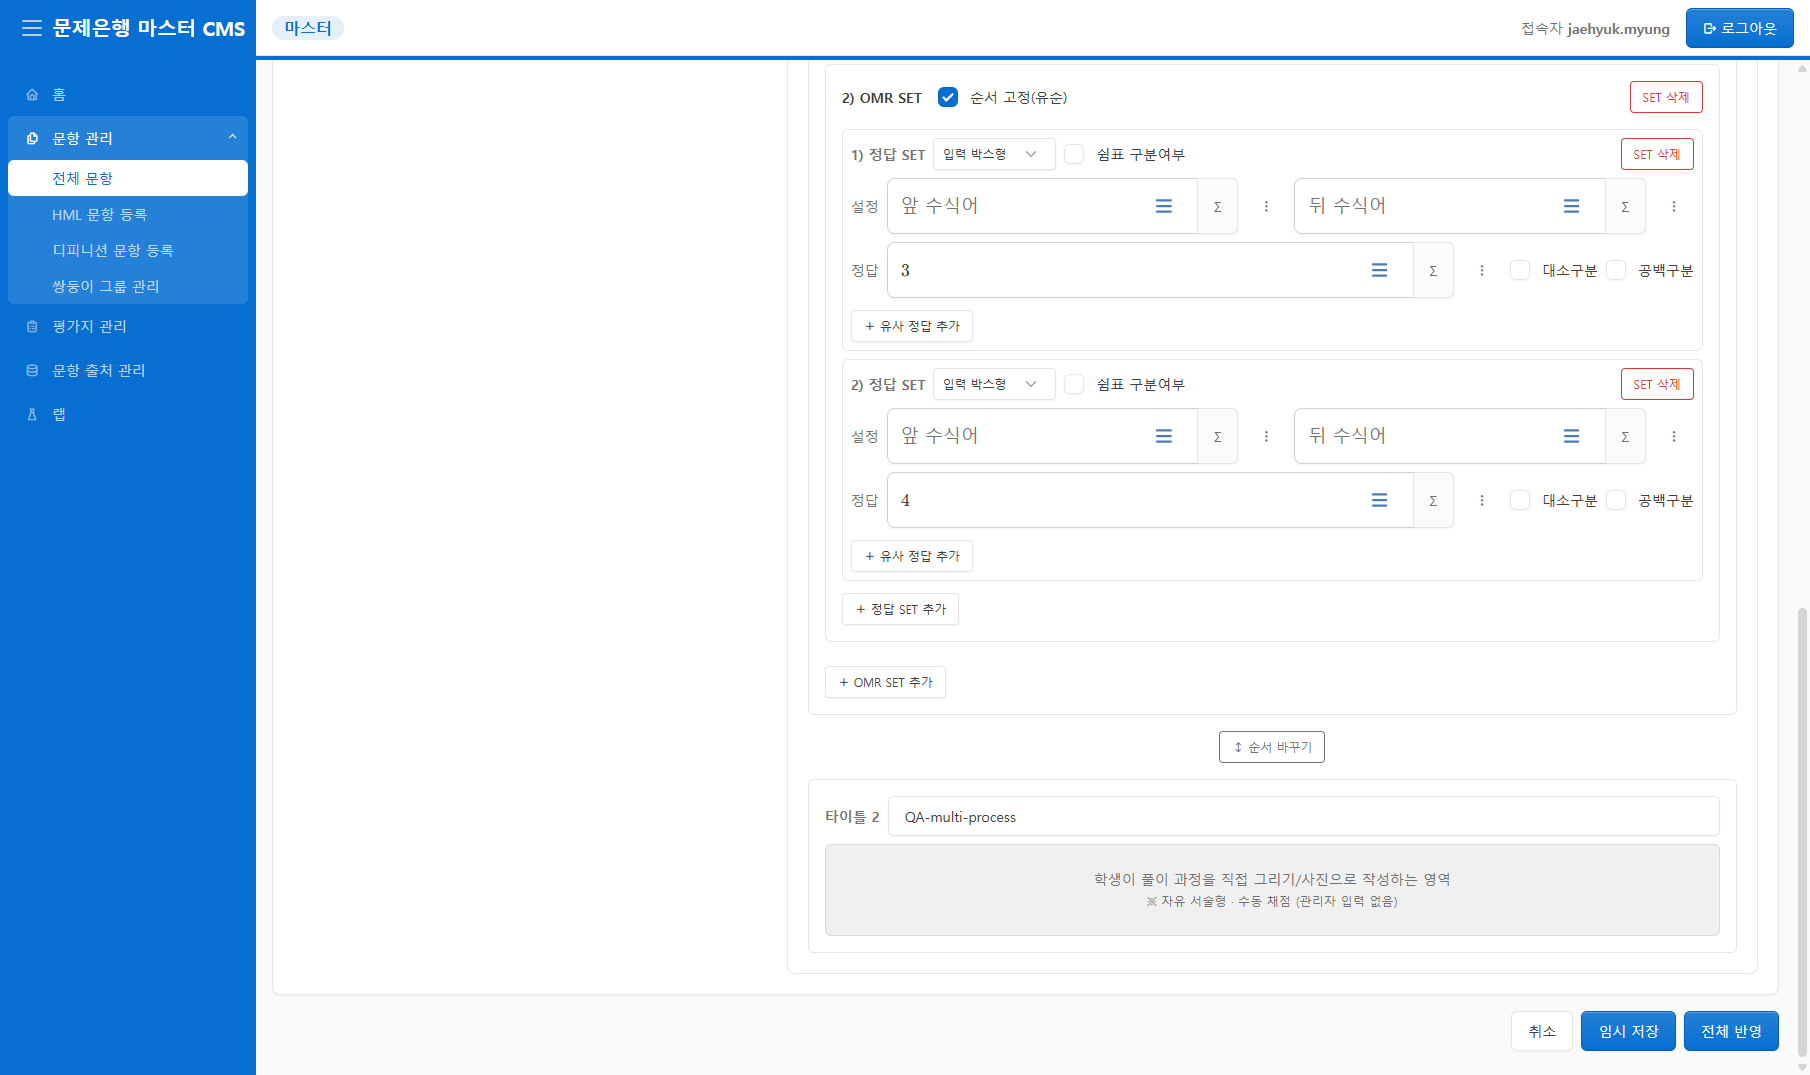 문제은행 마스터 CMS
마스터
접속자 jaehyuk.myung
로그아웃
홈
문항 관리
전체 문항
HML 문항 등록
디피니션 문항 등록
쌍둥이 그룹 관리
평가지 관리
문항 출처 관리
랩
2) OMR SET 순서 고정(유순) SET 삭제
1) 정답 SET 입력 박스형 쉼표 구분여부 SET 삭제
설정 앞 수식어 Σ 뒤 수식어 Σ
정답 3 Σ 대소구분 공백구분
+ 유사 정답 추가
2) 정답 SET 입력 박스형 쉼표 구분여부 SET 삭제
설정 앞 수식어 Σ 뒤 수식어 Σ
정답 4 Σ 대소구분 공백구분
+ 유사 정답 추가
+ 정답 SET 추가
+ OMR SET 추가
순서 바꾸기
타이틀 2 QA-multi-process
학생이 풀이 과정을 직접 그리기/사진으로 작성하는 영역
※ 자유 서술형 · 수동 채점 (관리자 입력 없음)
취소 임시 저장 전체 반영